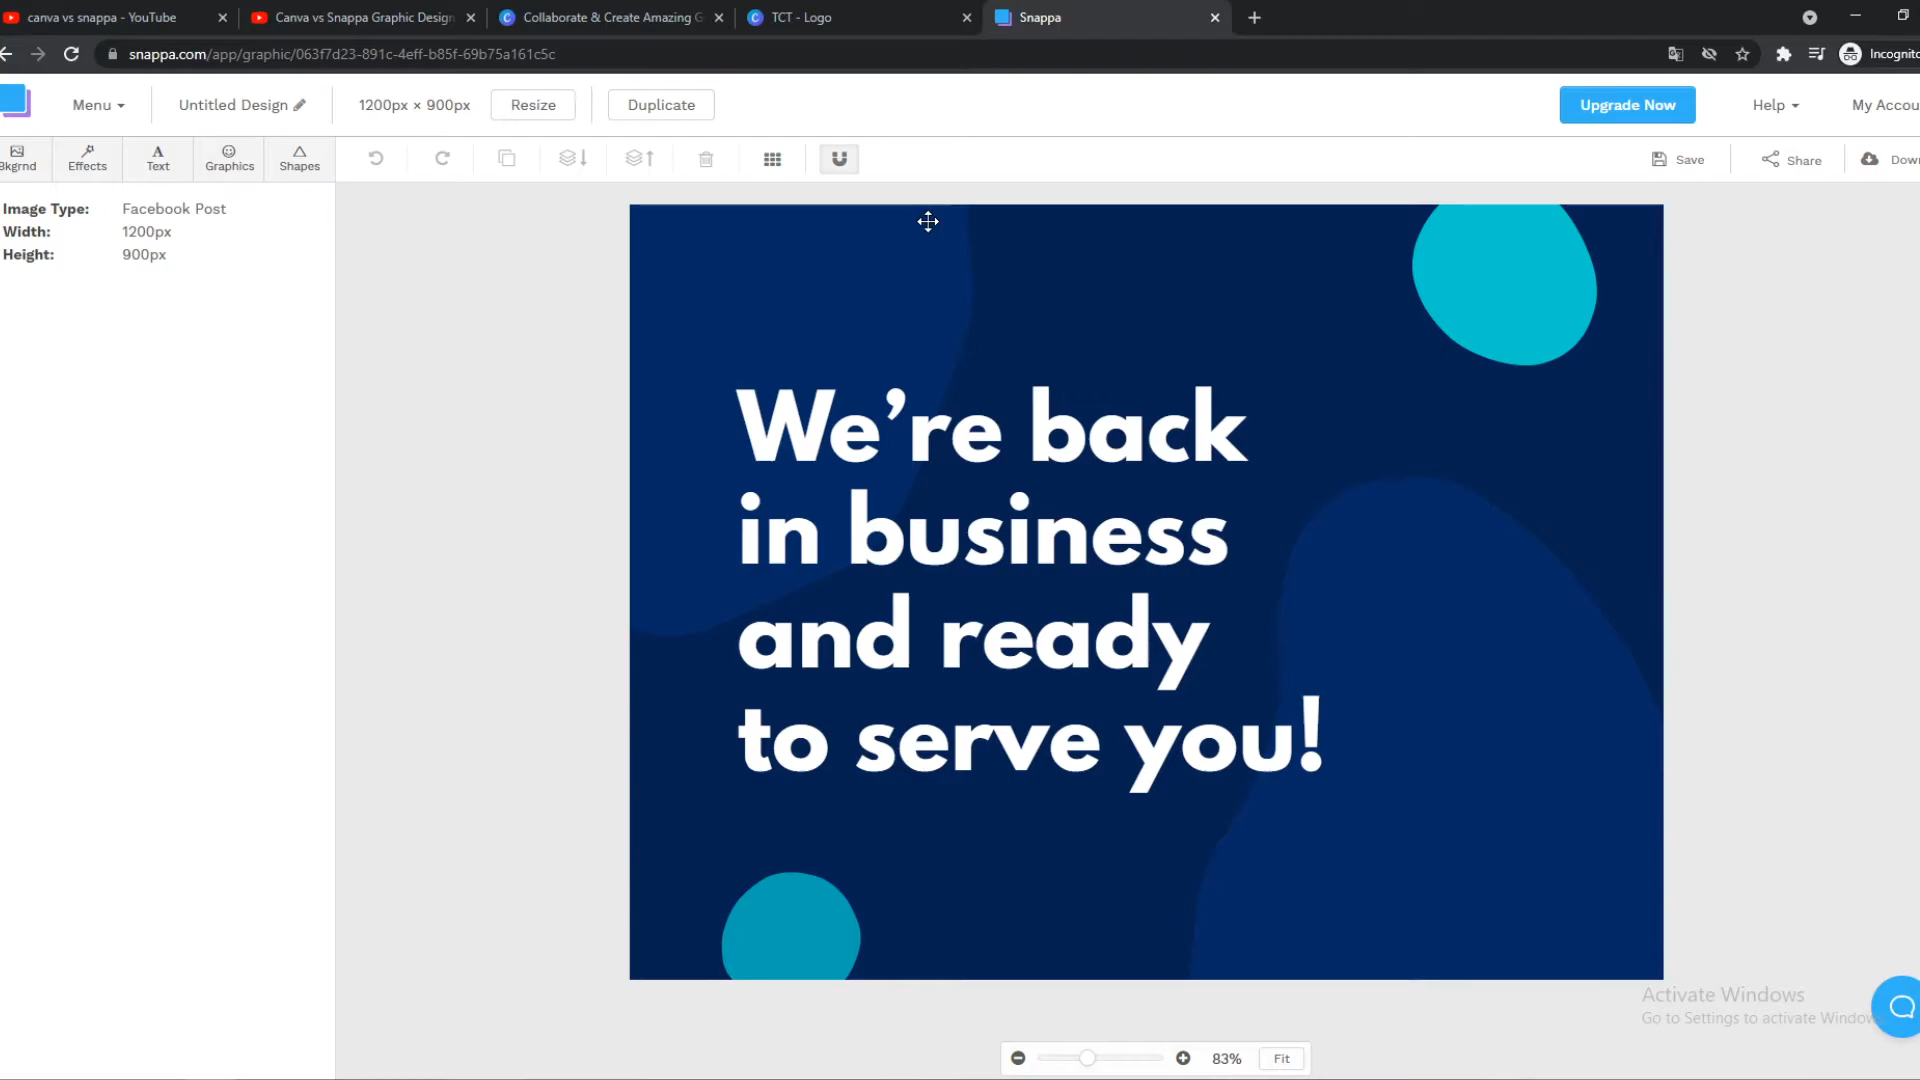 canva vs snappa - YouTube
Canva vs Snappa Graphic Design
Collaborate & Create Amazing G
TCT - Logo
Snappa
snappa.com/app/graphic/063f7d23-891c-4eff-b85f-69b75a161c5c
Incognito
Menu
Untitled Design
1200px × 900px
Resize
Duplicate
Upgrade Now
Help
My Accou
Bkgrnd
Effects
Text
Graphics
Shapes
Save
Share
Down
Image Type: Facebook Post
Width: 1200px
Height: 900px
We're back
in business
and ready
to serve you!
Activate Windows
Go to Settings to activate Windows
83%
Fit